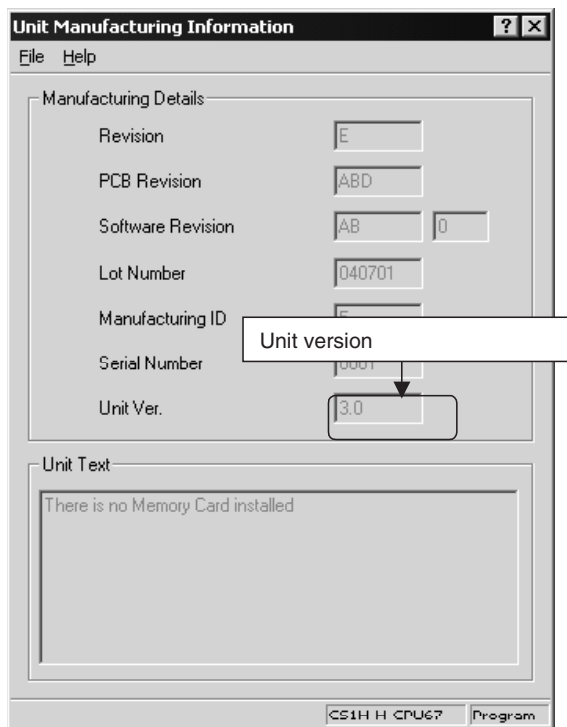 Unit Manufacturing Information
File Help
Manufacturing Details
Revision E
PCB Revision ABD
Software Revision AB 0
Lot Number 040701
Manufacturing ID
Unit version
Serial Number 0001
Unit Ver. 3.0
Unit Text
There is no Memory Card installed
CS1H-H CPU67 Program